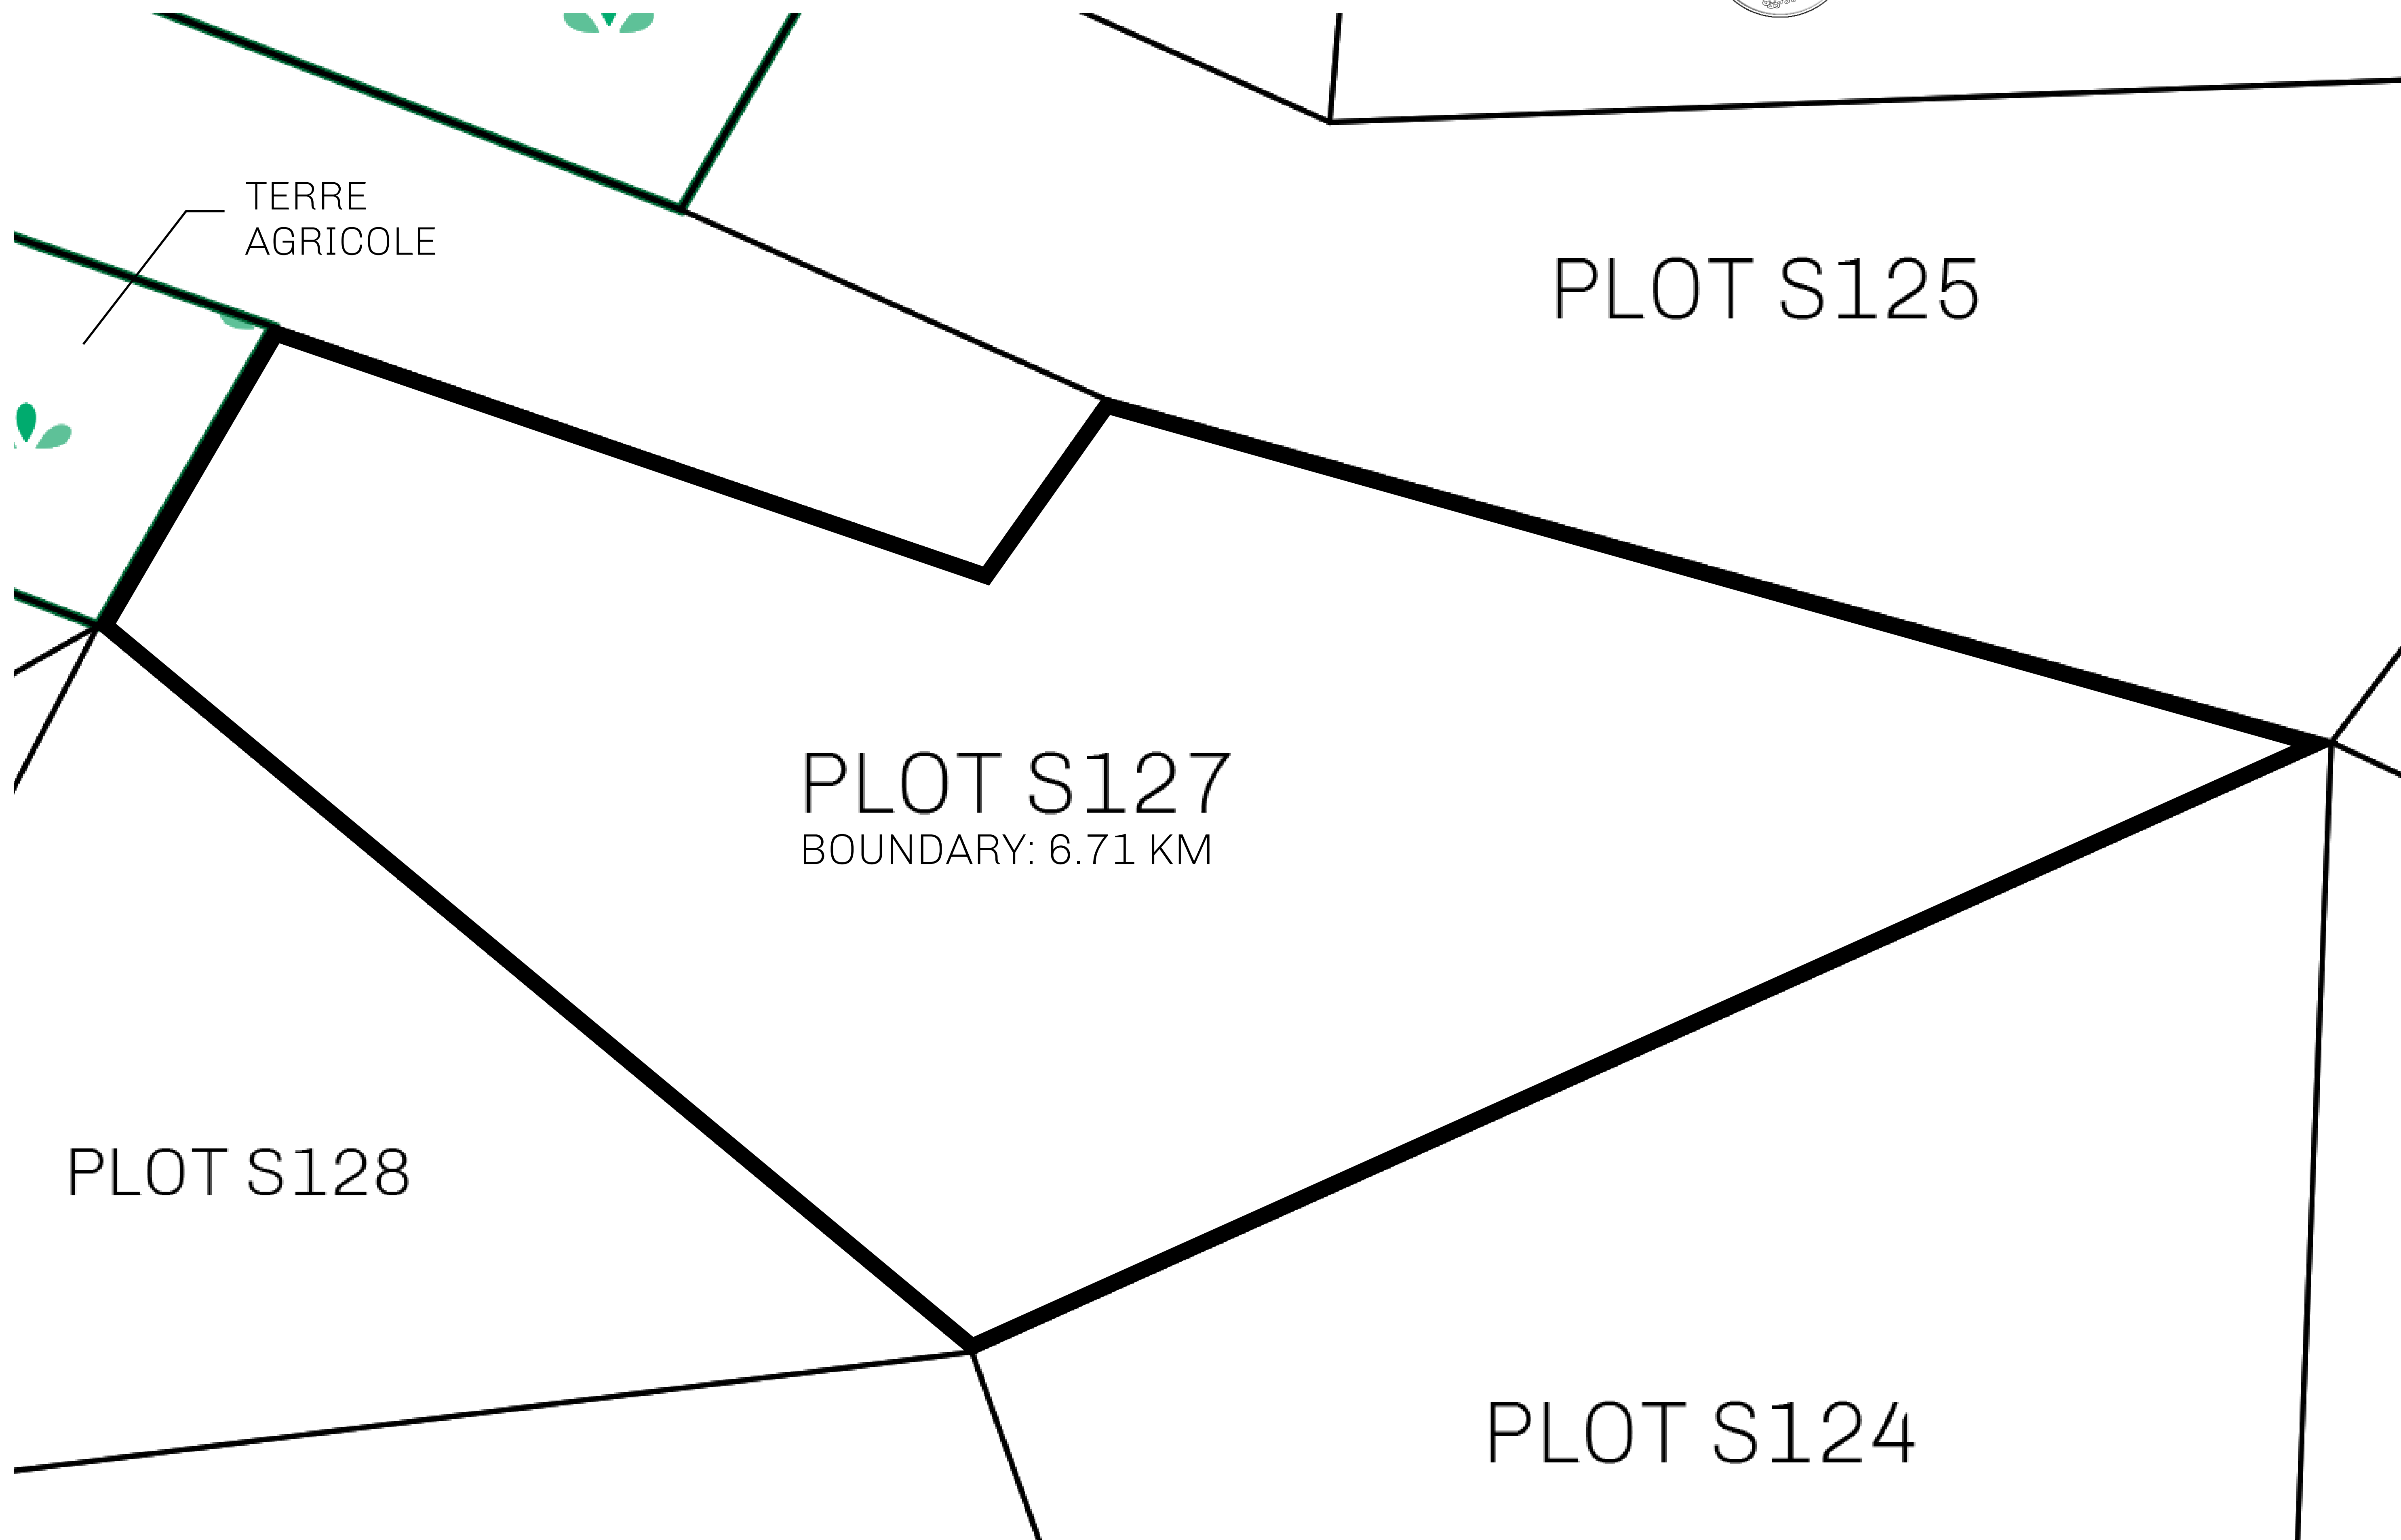 TERRE
AGRICOLE
PLOT S125
PLOT S127
BOUNDARY: 6.71 KM
PLOT S128
PLOT S124